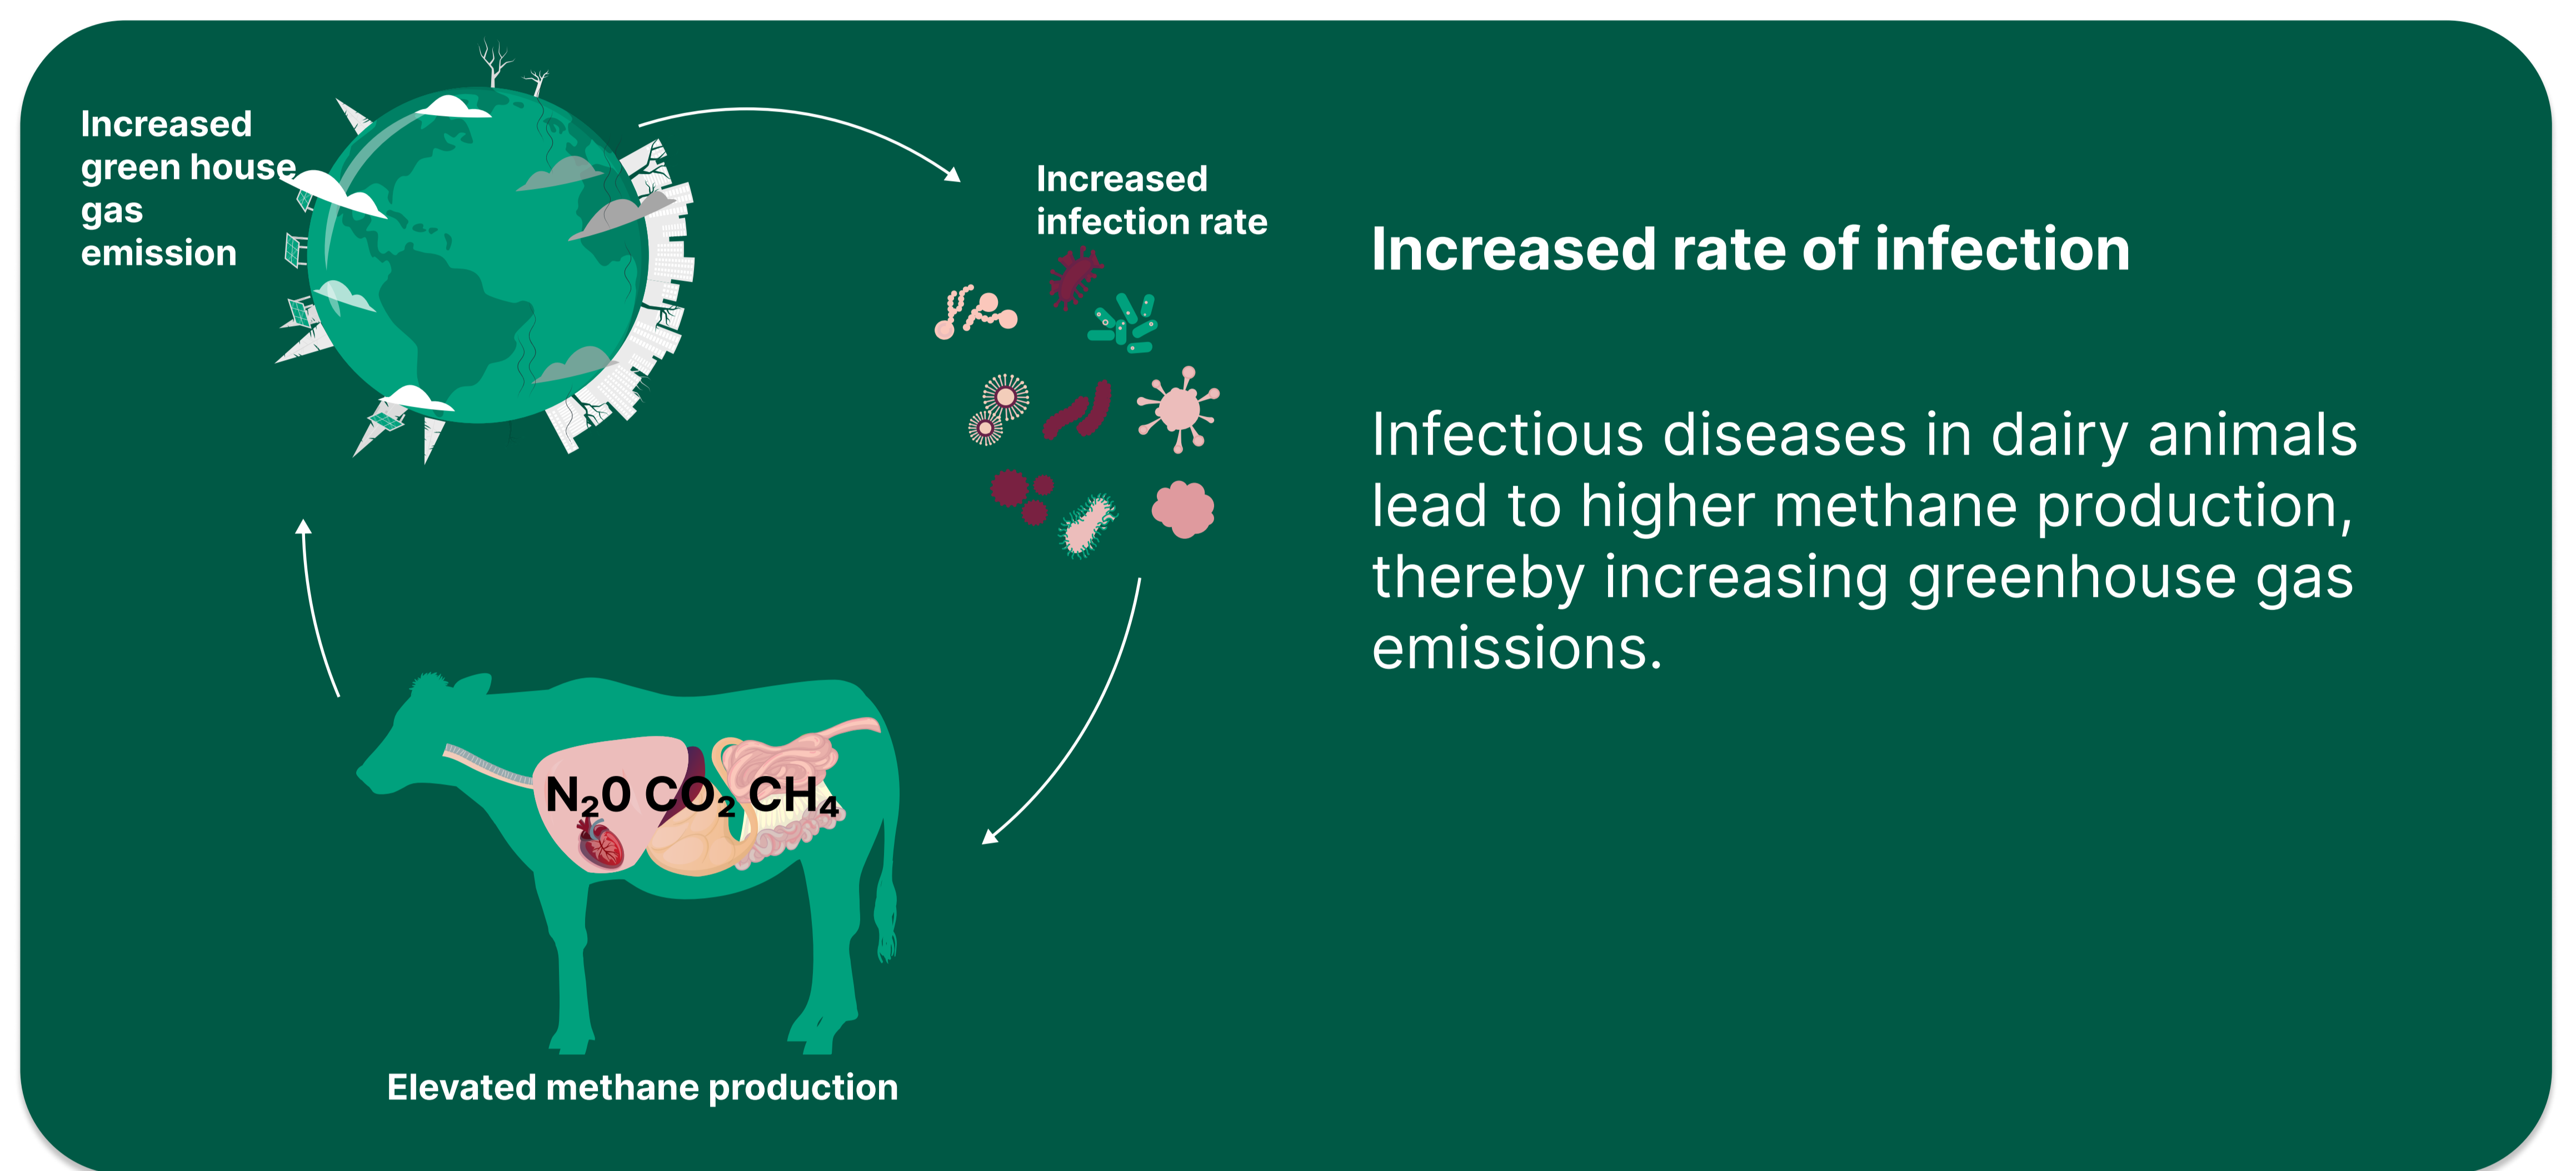 Increased
green house
gas
emission
Increased
infection rate
N₂0 CO₂ CH₄
Elevated methane production
Increased rate of infection
Infectious diseases in dairy animals
lead to higher methane production,
thereby increasing greenhouse gas
emissions.